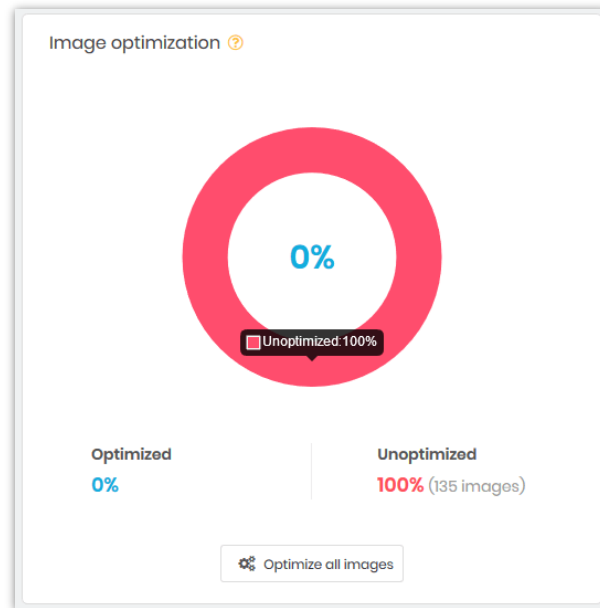 Image optimization ?
0%
Unoptimized:100%
Optimized
0%
Unoptimized
100% (135 images)
Optimize all images